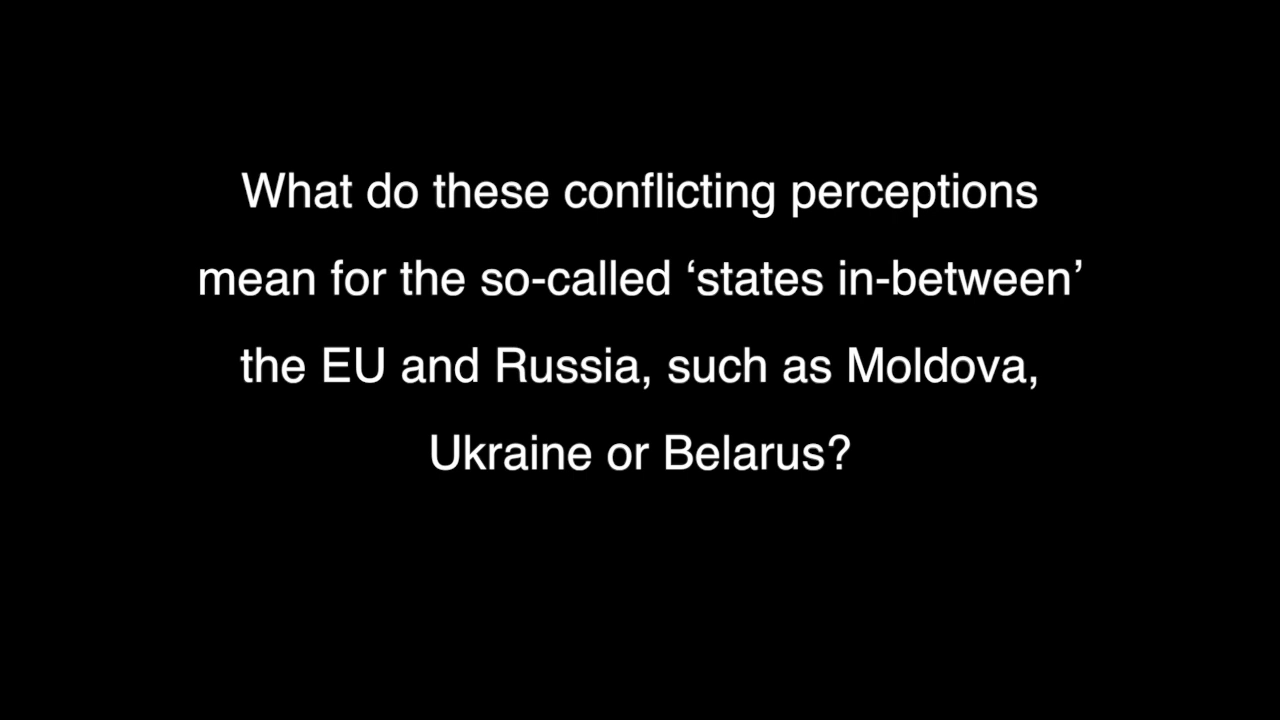 What do these conflicting perceptions
mean for the so-called ‘states in-between’
the EU and Russia, such as Moldova,
Ukraine or Belarus?